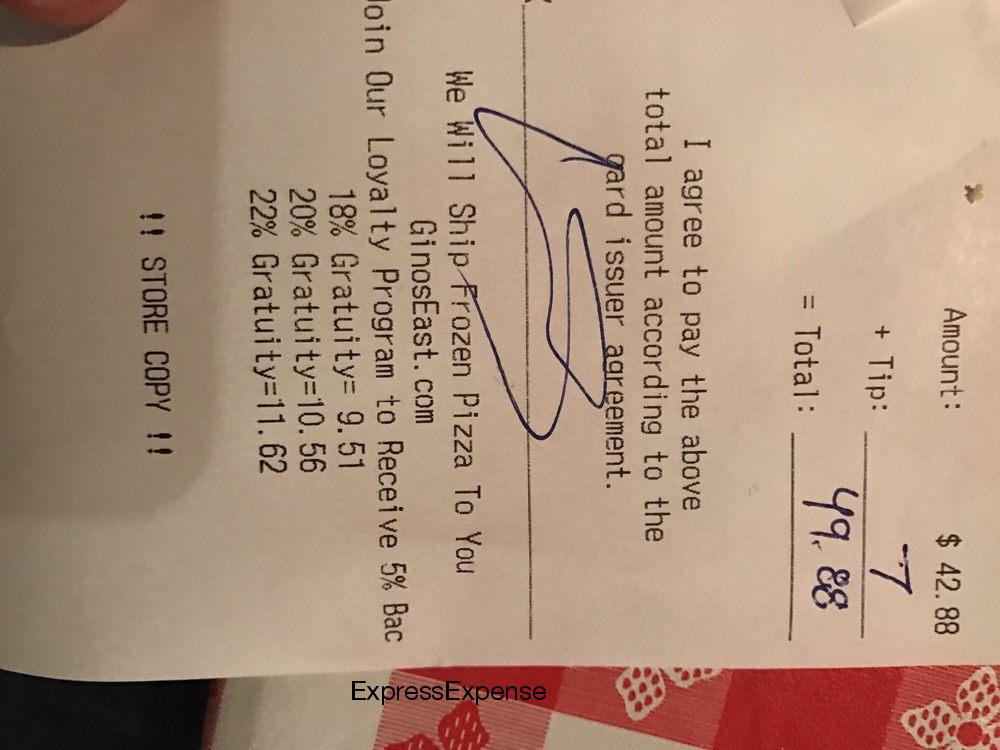 Amount: $ 42.88
+ Tip: 7
= Total: 49.88
I agree to pay the above
total amount according to the
card issuer agreement.
X
We Will Ship Frozen Pizza To You
GinosEast.com
Join Our Loyalty Program to Receive 5% Bac
18% Gratuity= 9.51
20% Gratuity=10.56
22% Gratuity=11.62
!! STORE COPY !!
ExpressExpense